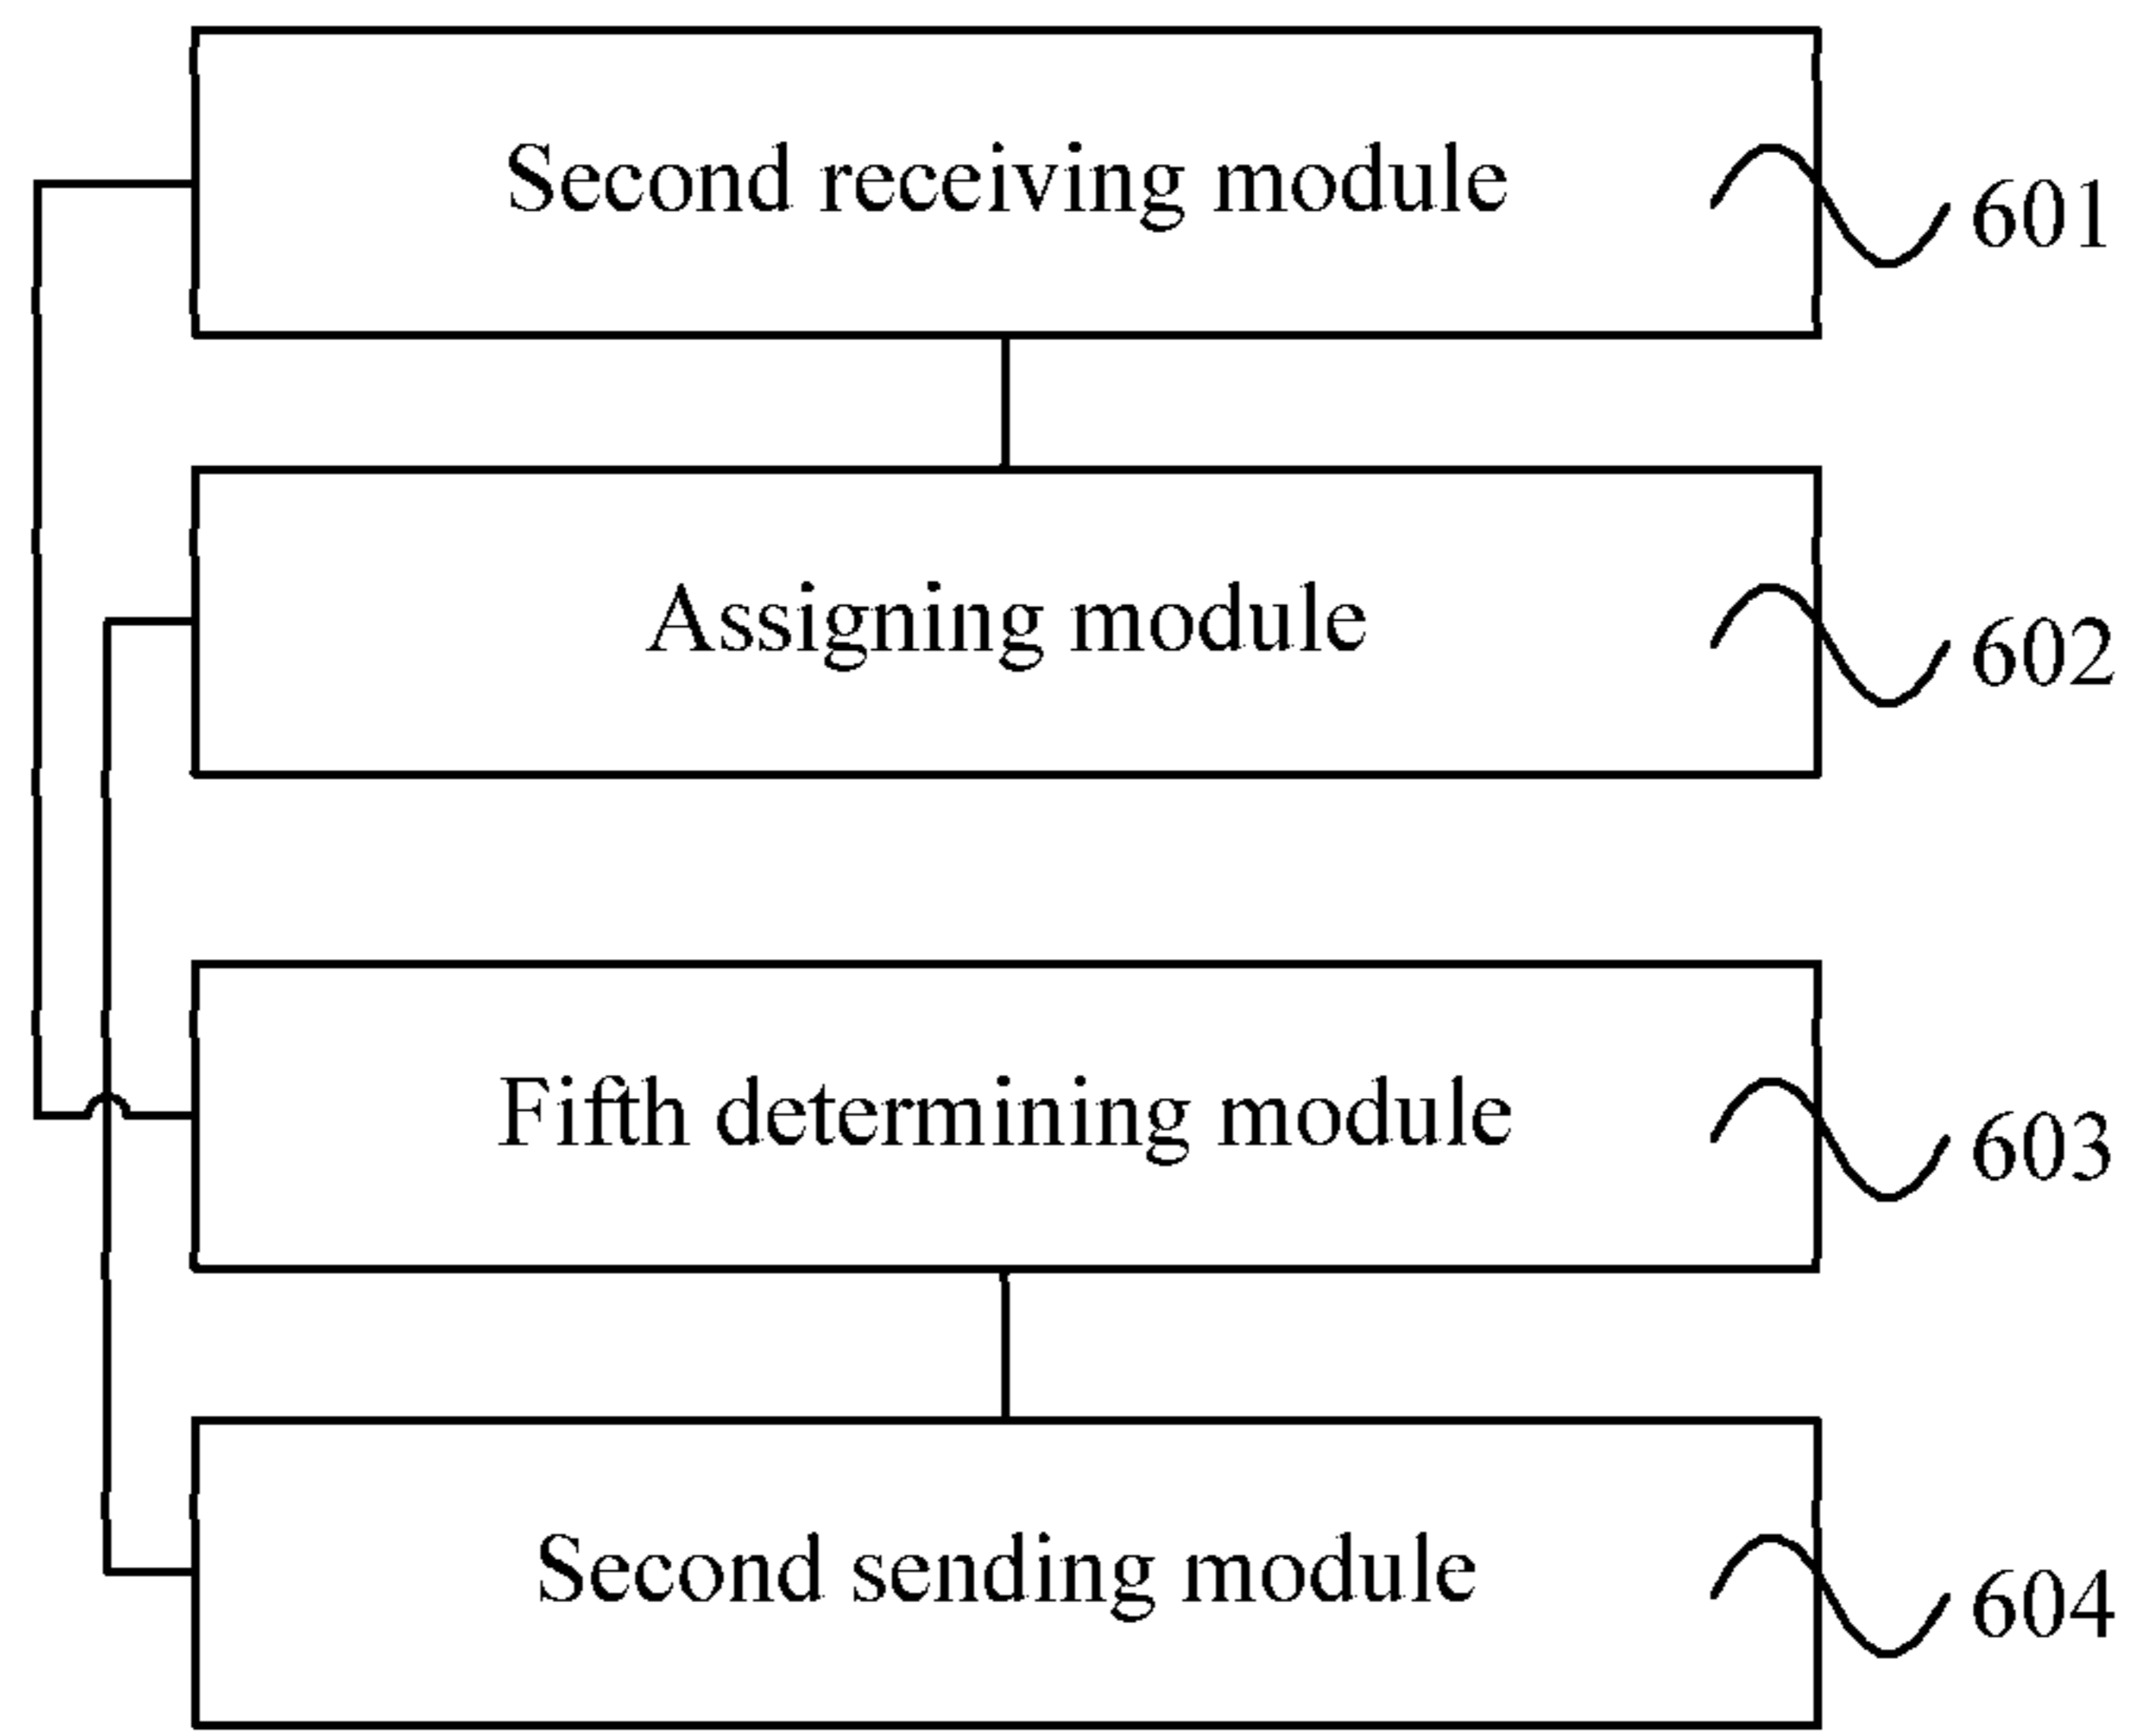 Second receiving module 601
Assigning module 602
Fifth determining module 603
Second sending module 604